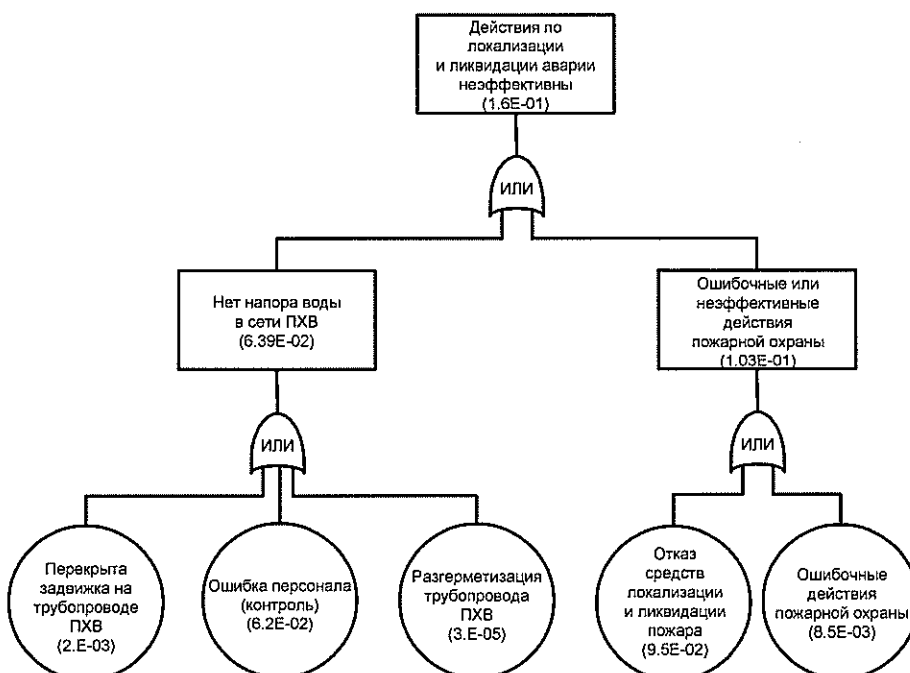 Действия по
локализации
и ликвидации аварии
неэффективны
(1.6E-01)
ИЛИ
Нет напора воды
в сети ПХВ
(6.39E-02)
Ошибочные или
неэффективные
действия
пожарной охраны
(1.03E-01)
ИЛИ
ИЛИ
Перекрыта
задвижка на
трубопроводе
ПХВ
(2.E-03)
Ошибка персонала
(контроль)
(6.2E-02)
Разгерметизация
трубопровода
ПХВ
(3.E-05)
Отказ
средств
локализации
и ликвидации
пожара
(9.5E-02)
Ошибочные
действия
пожарной охраны
(8.5E-03)